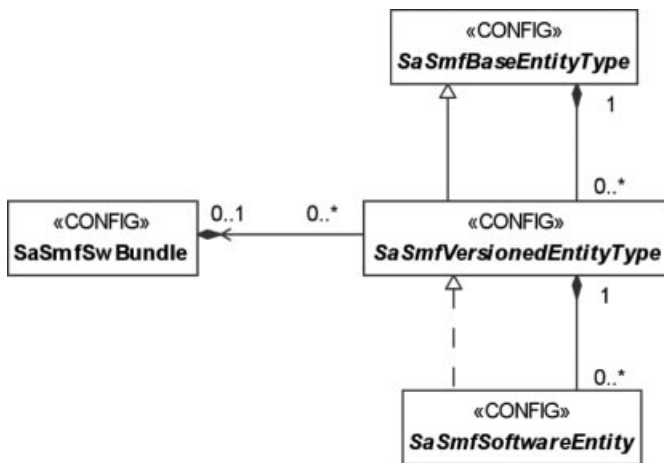 «CONFIG»
SaSmfBaseEntityType
1
0..*
«CONFIG»
SaSmfSwBundle
0..1
0..*
«CONFIG»
SaSmfVersionedEntityType
1
0..*
«CONFIG»
SaSmfSoftwareEntity